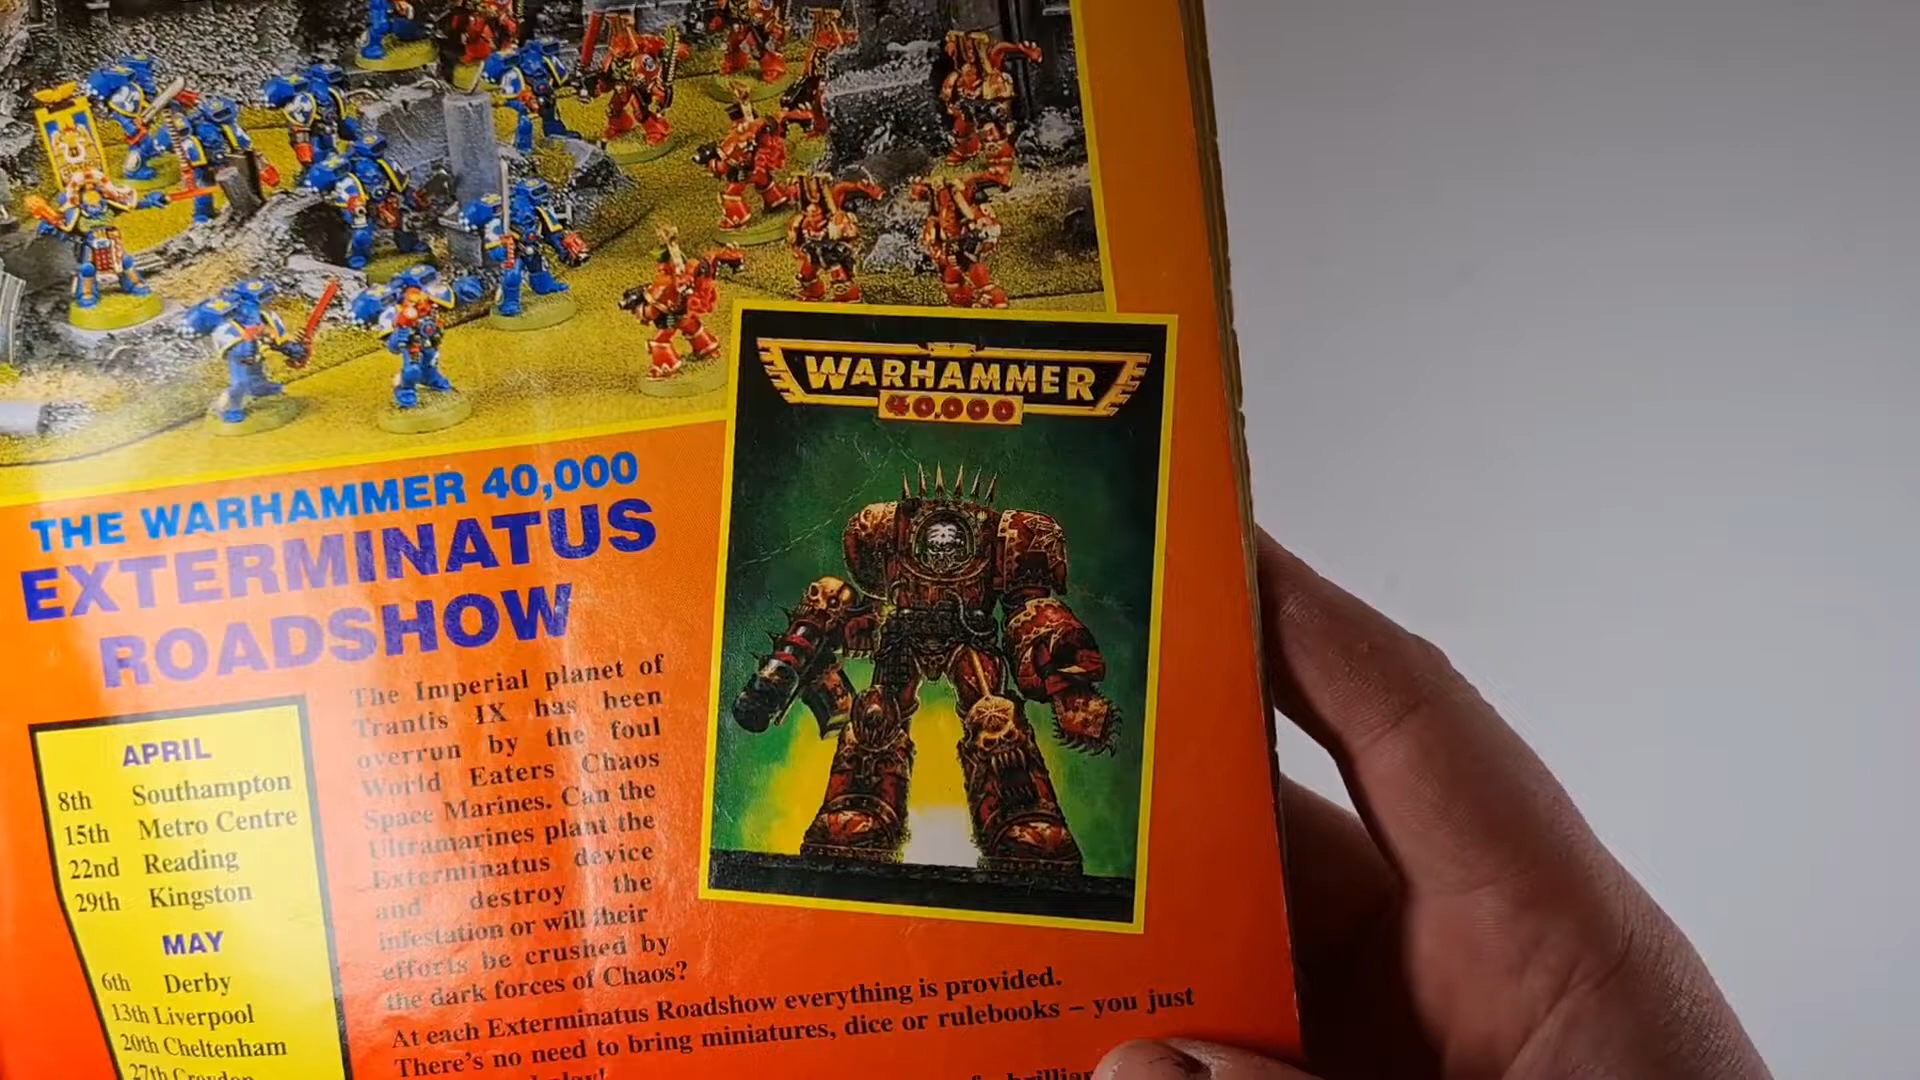 WARHAMMER
40,000
THE WARHAMMER 40,000
EXTERMINATUS
ROADSHOW
APRIL
8th Southampton
15th Metro Centre
22nd Reading
29th Kingston
MAY
6th Derby
13th Liverpool
20th Cheltenham
27th Croydon
The Imperial planet of
Trantis IX has been
overrun by the foul
World Eaters Chaos
Space Marines. Can the
Ultramarines plant the
Exterminatus device
and destroy the
infestation or will their
efforts be crushed by
the dark forces of Chaos?
At each Exterminatus Roadshow everything is provided.
There's no need to bring miniatures, dice or rulebooks – you just